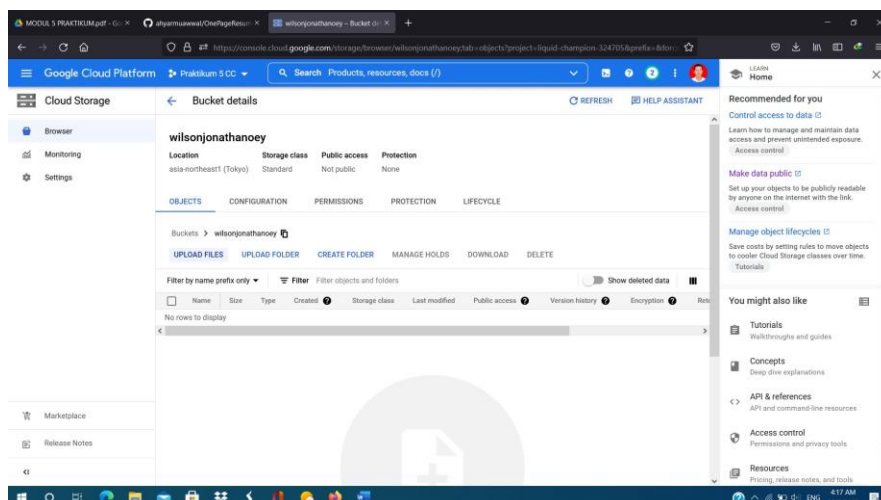 MODUL 5 PRAKTIKUM.pdf - Go
ahyarmuawwal/OnePageResum
wilsonjonathanoey – Bucket det
https://console.cloud.google.com/storage/browser/wilsonjonathanoey;tab=objects?project=liquid-champion-324705&prefix=&for
Google Cloud Platform
Praktikum 5 CC
Search Products, resources, docs (/)
2
LEARN
Home
Cloud Storage
Browser
Monitoring
Settings
Marketplace
Release Notes
Bucket details
REFRESH
HELP ASSISTANT
wilsonjonathanoey
Location Storage class Public access Protection
asia-northeast1 (Tokyo) Standard Not public None
OBJECTS CONFIGURATION PERMISSIONS PROTECTION LIFECYCLE
Buckets > wilsonjonathanoey
UPLOAD FILES UPLOAD FOLDER CREATE FOLDER MANAGE HOLDS DOWNLOAD DELETE
Filter by name prefix only Filter Filter objects and folders Show deleted data
Name Size Type Created Storage class Last modified Public access Version history Encryption Rete
No rows to display
Recommended for you
Control access to data
Learn how to manage and maintain data
access and prevent unintended exposure.
Access control
Make data public
Set up your objects to be publicly readable
by anyone on the internet with the link.
Access control
Manage object lifecycles
Save costs by setting rules to move objects
to cooler Cloud Storage classes over time.
Tutorials
You might also like
Tutorials
Walkthroughs and guides
Concepts
Deep dive explanations
API & references
API and command-line resources
Access control
Permissions and privacy tools
Resources
Pricing, release notes, and tools
ENG
4:17 AM